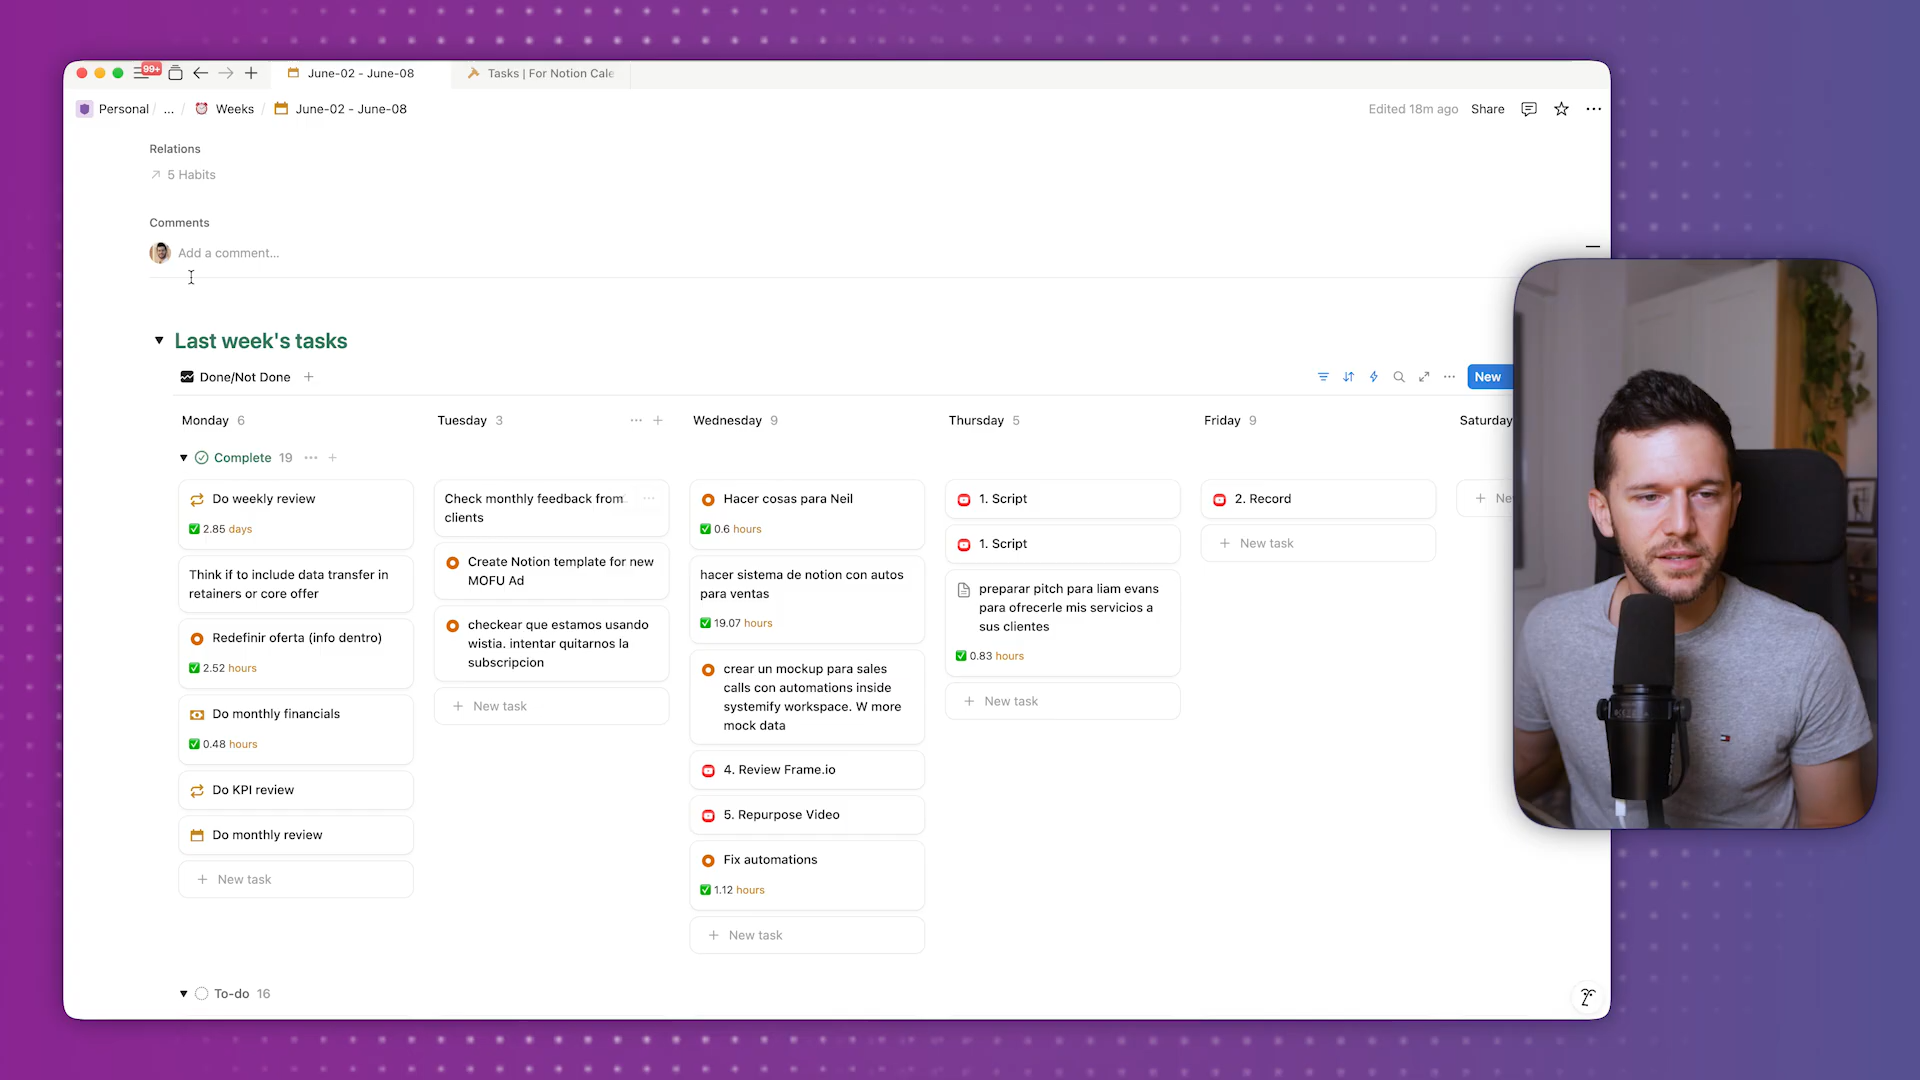 99+
June-02 - June-08
Tasks | For Notion Cale
Personal / ... / Weeks / June-02 - June-08
Edited 18m ago
Share
Relations
5 Habits
Comments
Add a comment...
Last week's tasks
Done/Not Done
New
Monday 6
Tuesday 3
Wednesday 9
Thursday 5
Friday 9
Saturday
Complete 19
Do weekly review
✅ 2.85 days
Think if to include data transfer in
retainers or core offer
Redefinir oferta (info dentro)
✅ 2.52 hours
Do monthly financials
✅ 0.48 hours
Do KPI review
Do monthly review
+ New task
Check monthly feedback from
clients
Create Notion template for new
MOFU Ad
checkear que estamos usando
wistia. intentar quitarnos la
subscripcion
+ New task
Hacer cosas para Neil
✅ 0.6 hours
hacer sistema de notion con autos
para ventas
✅ 19.07 hours
crear un mockup para sales
calls con automations inside
systemify workspace. W more
mock data
4. Review Frame.io
5. Repurpose Video
Fix automations
✅ 1.12 hours
+ New task
1. Script
1. Script
preparar pitch para liam evans
para ofrecerle mis servicios a
sus clientes
✅ 0.83 hours
+ New task
2. Record
+ New task
+ Ne
To-do 16